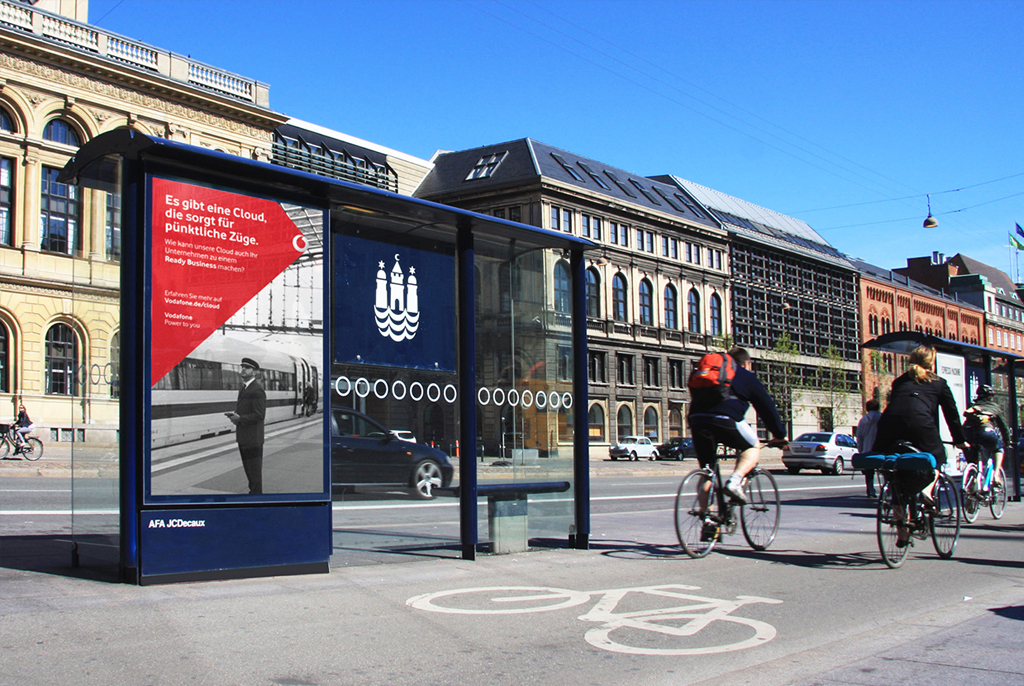 Es gibt eine Cloud,
die sorgt für
pünktliche Züge.
Wie kann unsere Cloud auch Ihr
Unternehmen zu einem
Ready Business machen?
Erfahren Sie mehr auf
Vodafone.de/cloud
Vodafone
Power to you
AFA JCDecaux